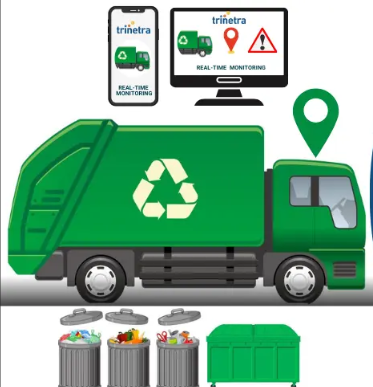 trinetra
REAL-TIME
MONITORING
trinetra
REAL-TIME MONITORING